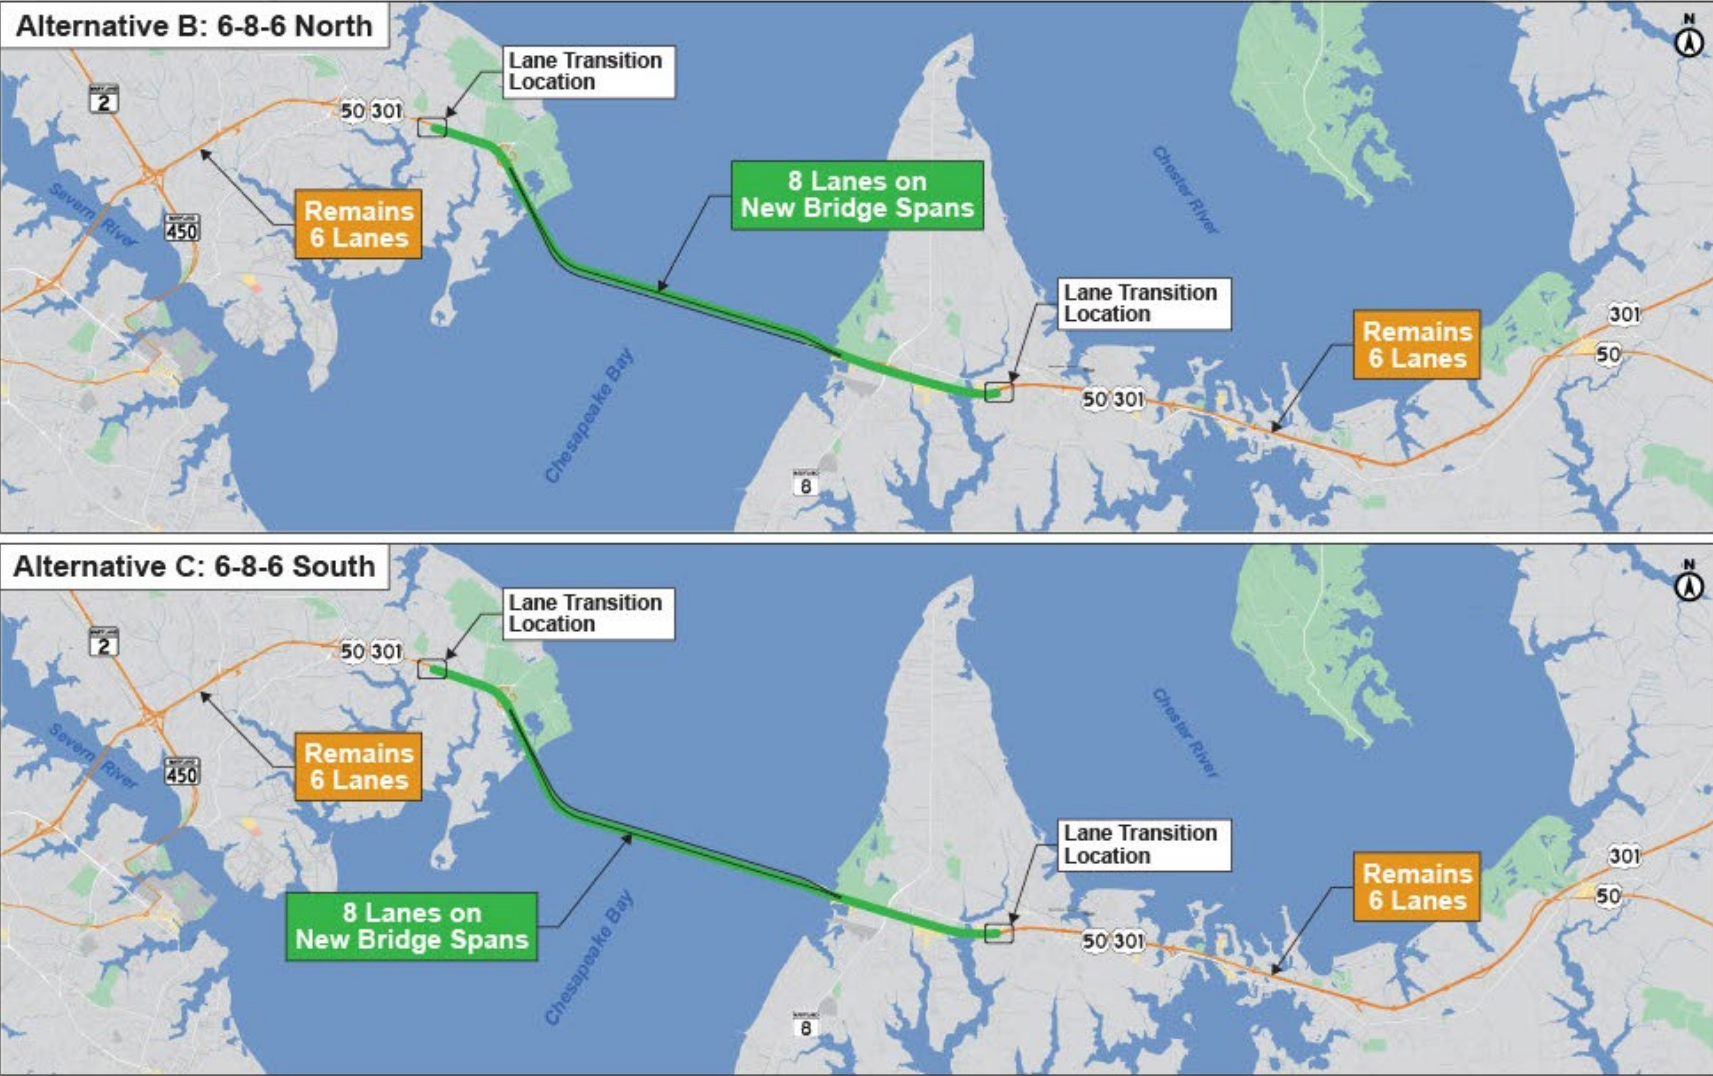 Alternative B: 6-8-6 North
N
Lane Transition
Location
2
50 301
8 Lanes on
New Bridge Spans
Chester River
Severn River
Remains
6 Lanes
450
Lane Transition
Location
301
Remains
6 Lanes
50
50 301
Chesapeake Bay
8
Alternative C: 6-8-6 South
N
Lane Transition
Location
2
50 301
Chester River
Severn River
Remains
6 Lanes
450
Lane Transition
Location
301
Remains
6 Lanes
50
8 Lanes on
New Bridge Spans
50 301
Chesapeake Bay
8